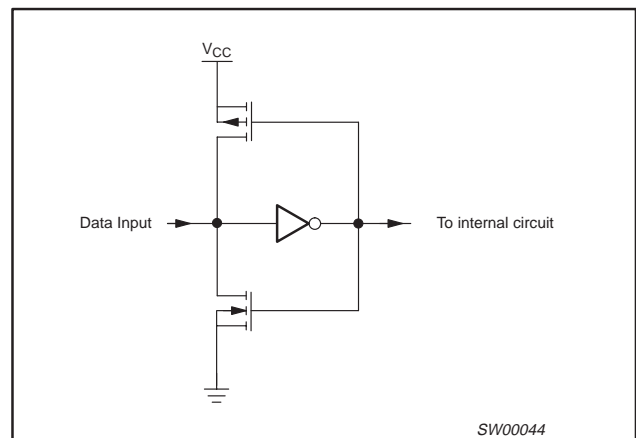 VCC
Data Input
To internal circuit
SW00044